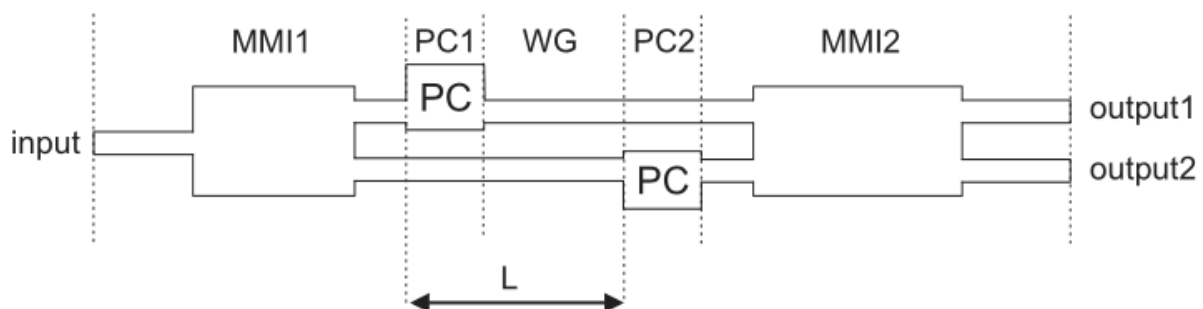 MMI1 PC1 WG PC2 MMI2
PC
output1
input
output2
PC
L